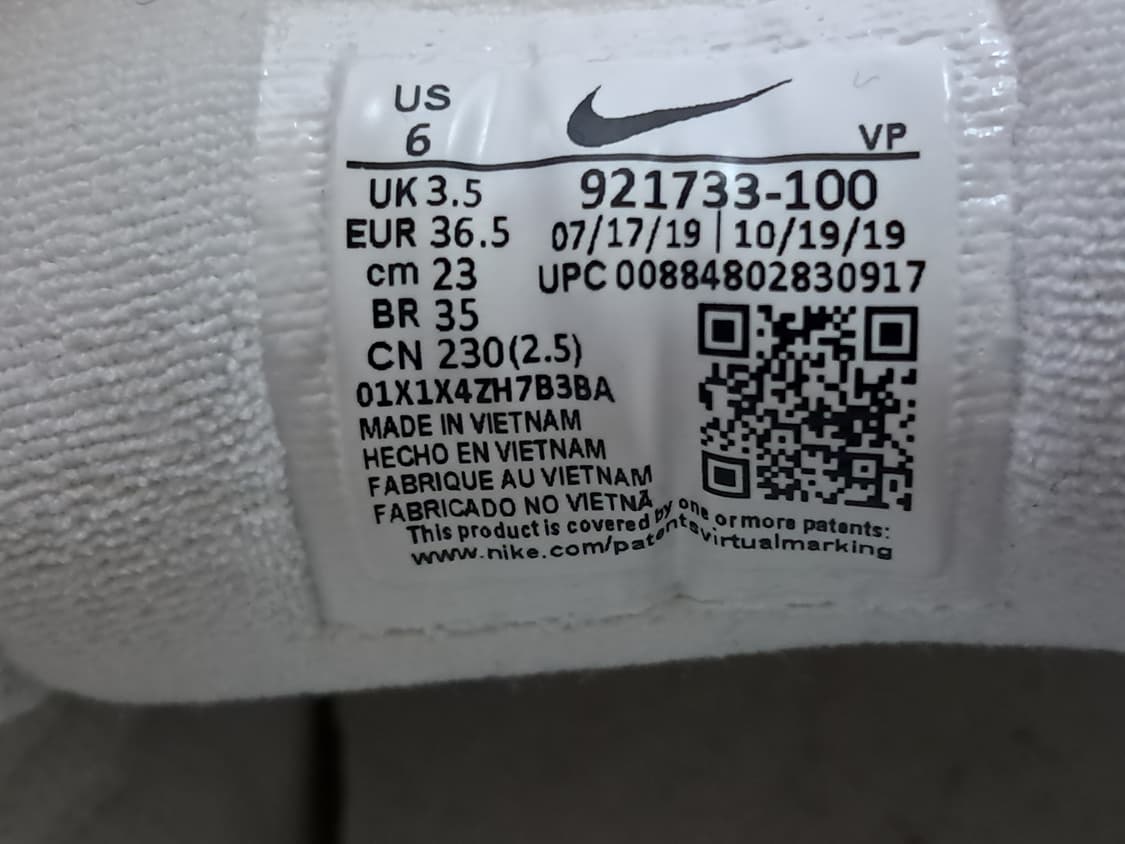 US
6
VP
UK 3.5
921733-100
EUR 36.5
07/17/19 | 10/19/19
cm 23
UPC 00884802830917
BR 35
CN 230(2.5)
01X1X4ZH7B3BA
MADE IN VIETNAM
HECHO EN VIETNAM
FABRIQUE AU VIETNAM
FABRICADO NO VIETNÃ
This product is covered by one or more patents:
www.nike.com/patentsvirtualmarking